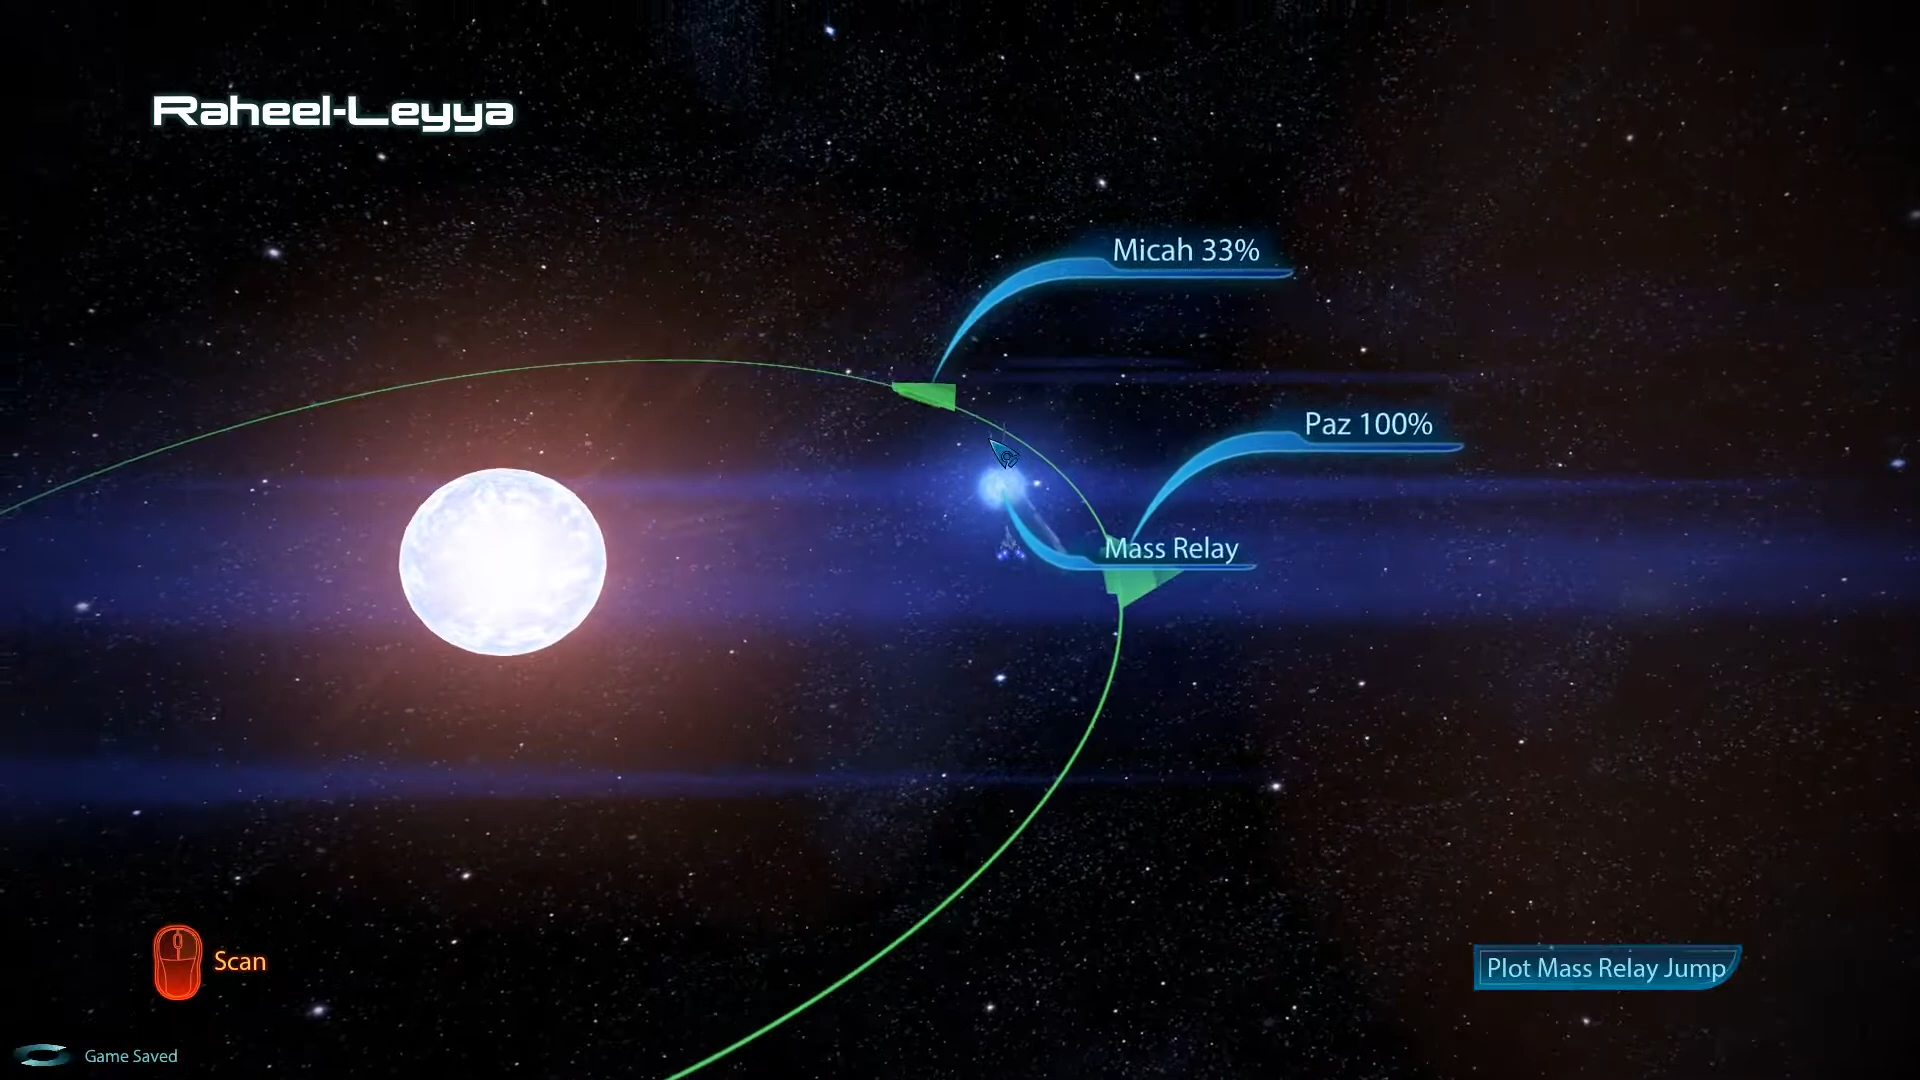 Raheel-Leyya
Micah 33%
Paz 100%
Mass Relay
Scan
Plot Mass Relay Jump
Game Saved